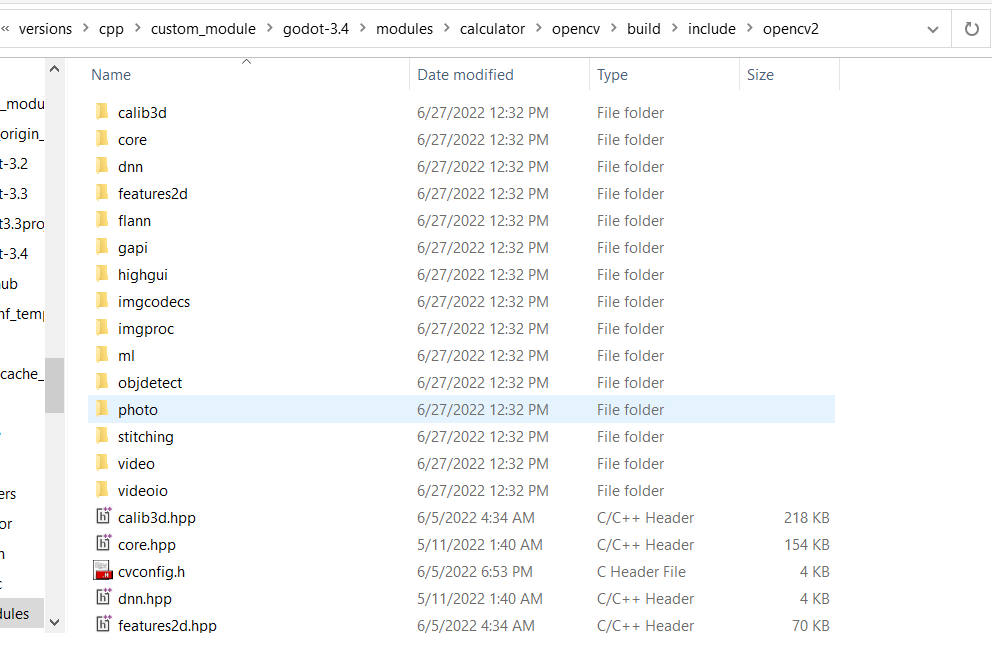 « versions > cpp > custom_module > godot-3.4 > modules > calculator > opencv > build > include > opencv2
Name Date modified Type Size
_modu
origin_
t-3.2
t-3.3
t3.3pro
t-3.4
ub
nf_temp
cache_
ers
or
n
c
dules
calib3d 6/27/2022 12:32 PM File folder
core 6/27/2022 12:32 PM File folder
dnn 6/27/2022 12:32 PM File folder
features2d 6/27/2022 12:32 PM File folder
flann 6/27/2022 12:32 PM File folder
gapi 6/27/2022 12:32 PM File folder
highgui 6/27/2022 12:32 PM File folder
imgcodecs 6/27/2022 12:32 PM File folder
imgproc 6/27/2022 12:32 PM File folder
ml 6/27/2022 12:32 PM File folder
objdetect 6/27/2022 12:32 PM File folder
photo 6/27/2022 12:32 PM File folder
stitching 6/27/2022 12:32 PM File folder
video 6/27/2022 12:32 PM File folder
videoio 6/27/2022 12:32 PM File folder
calib3d.hpp 6/5/2022 4:34 AM C/C++ Header 218 KB
core.hpp 5/11/2022 1:40 AM C/C++ Header 154 KB
cvconfig.h 6/5/2022 6:53 PM C Header File 4 KB
dnn.hpp 5/11/2022 1:40 AM C/C++ Header 4 KB
features2d.hpp 6/5/2022 4:34 AM C/C++ Header 70 KB